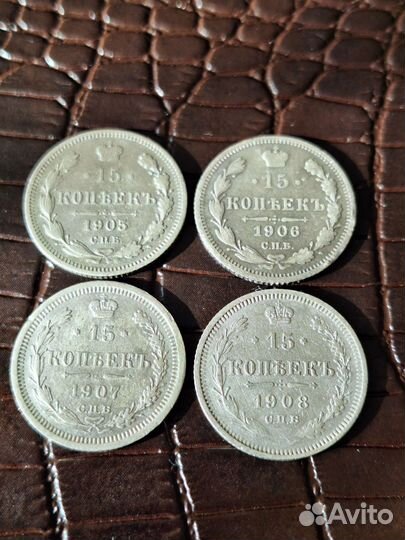 · 15 ·
КОПѢЕКЪ
1905
С.П.Б.
· 15 ·
КОПѢЕКЪ
1906
С.П.Б.
· 15 ·
КОПѢЕКЪ
1907
С.П.Б
· 15 ·
КОПѢЕКЪ
1908
С.П.Б
Avito